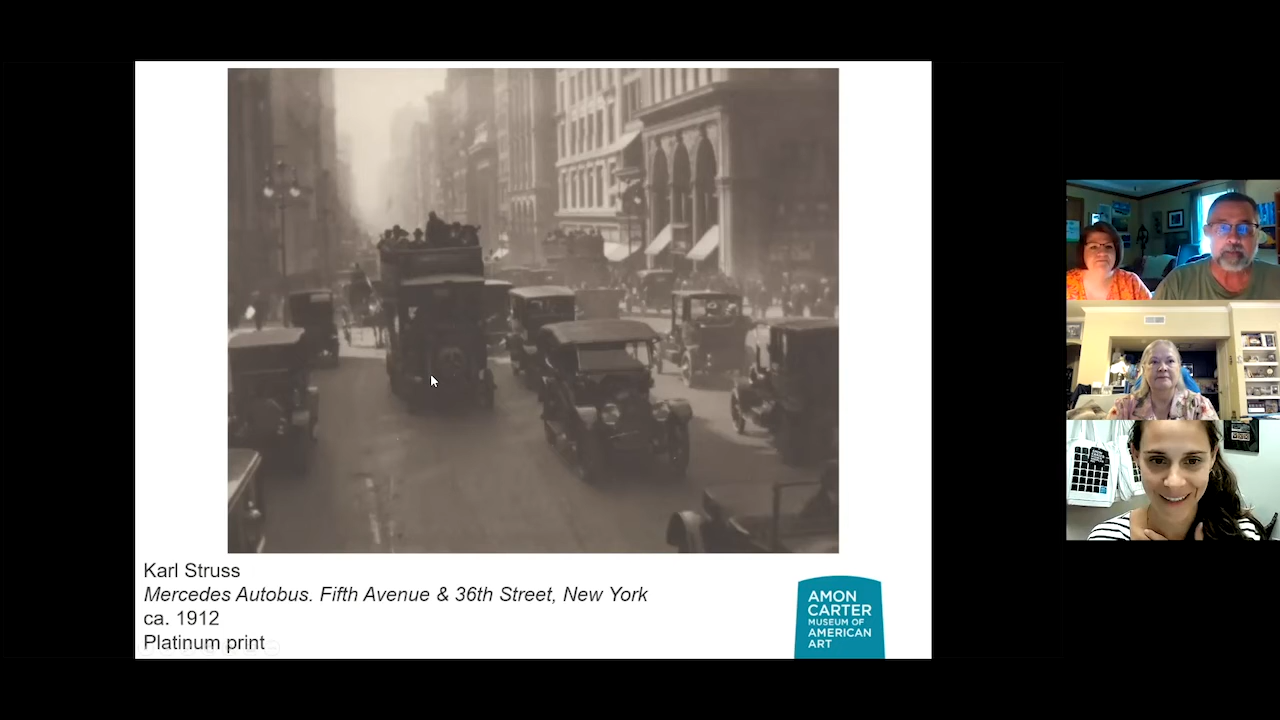 Karl Struss
Mercedes Autobus. Fifth Avenue & 36th Street, New York
ca. 1912
Platinum print
AMON
CARTER
MUSEUM OF
AMERICAN
ART